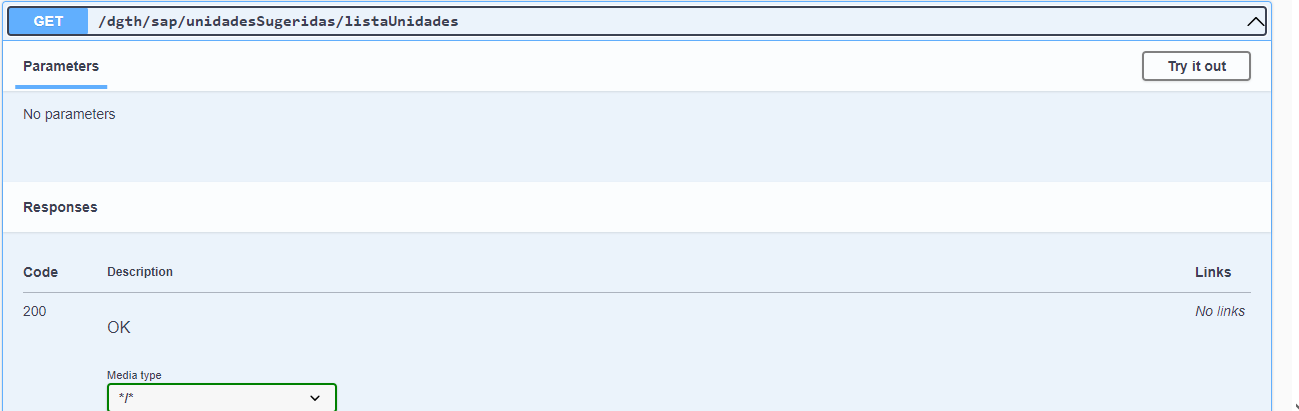 GET /dgth/sap/unidadesSugeridas/listaUnidades
Parameters Try it out
No parameters
Responses
Code Description Links
200 No links
OK
Media type
*/*